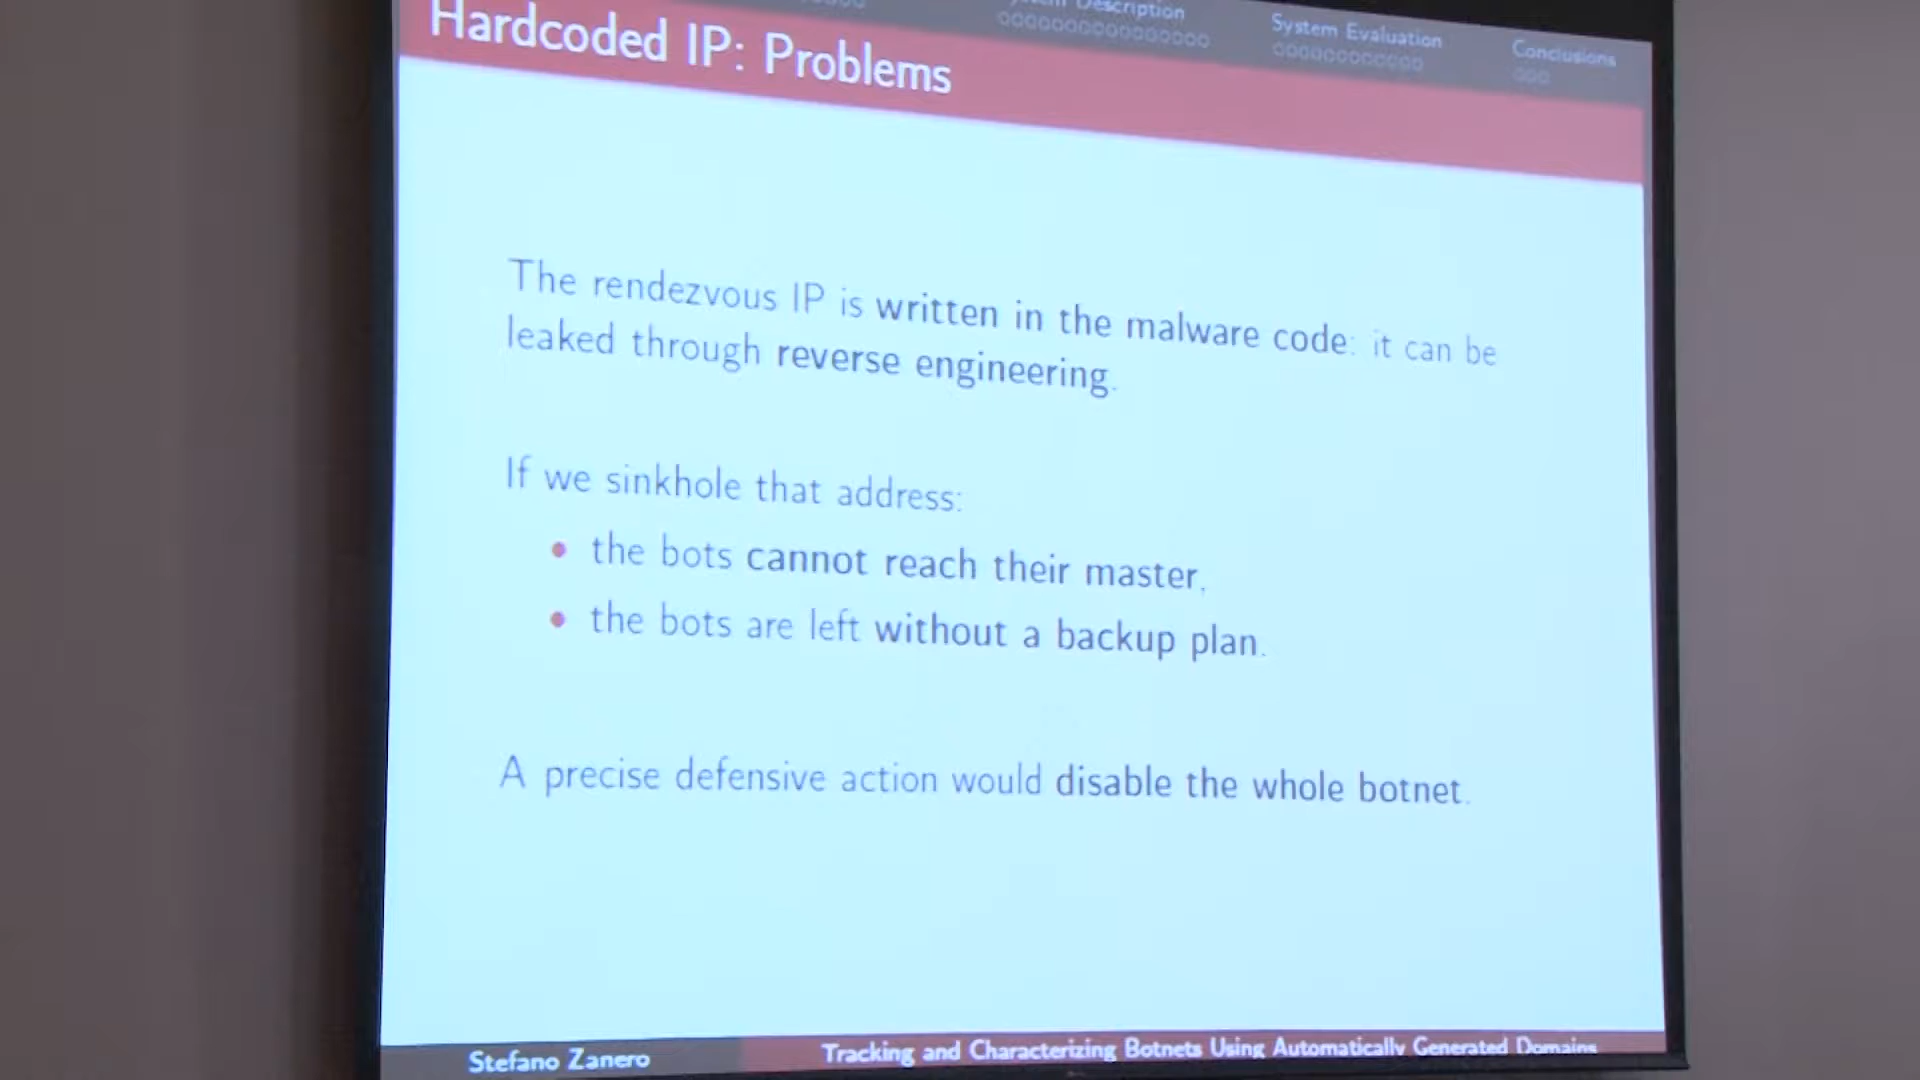 Description
System Evaluation
Conclusions
Hardcoded IP: Problems
The rendezvous IP is written in the malware code: it can be
leaked through reverse engineering.
If we sinkhole that address:
• the bots cannot reach their master,
• the bots are left without a backup plan.
A precise defensive action would disable the whole botnet.
Stefano Zanero
Tracking and Characterizing Botnets Using Automatically Generated Domains